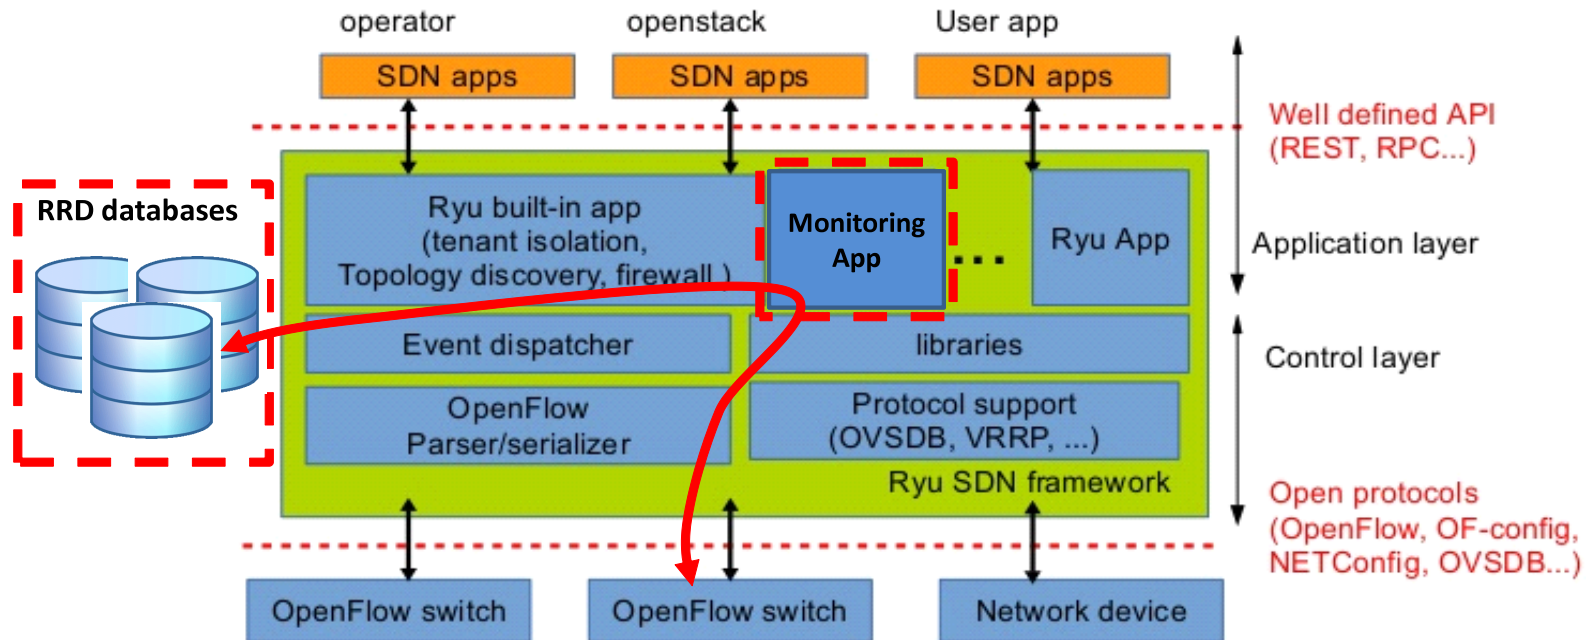 operator
openstack
User app
SDN apps
SDN apps
SDN apps
Well defined API
(REST, RPC...)
RRD databases
Ryu built-in app
(tenant isolation,
Topology discovery, firewall )
Monitoring
App
...
Ryu App
Application layer
Event dispatcher
libraries
Control layer
OpenFlow
Parser/serializer
Protocol support
(OVSDB, VRRP, ...)
Ryu SDN framework
Open protocols
(OpenFlow, OF-config,
NETConfig, OVSDB...)
OpenFlow switch
OpenFlow switch
Network device